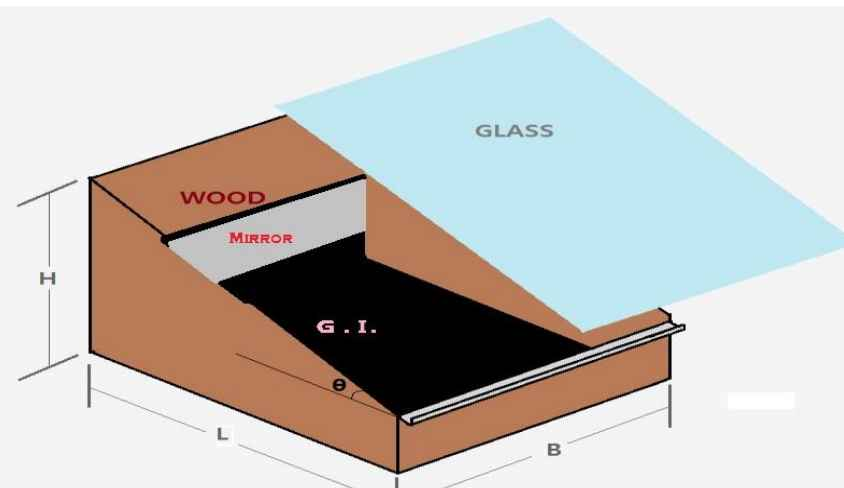 GLASS
WOOD
MIRROR
H
G . I.
θ
L
B